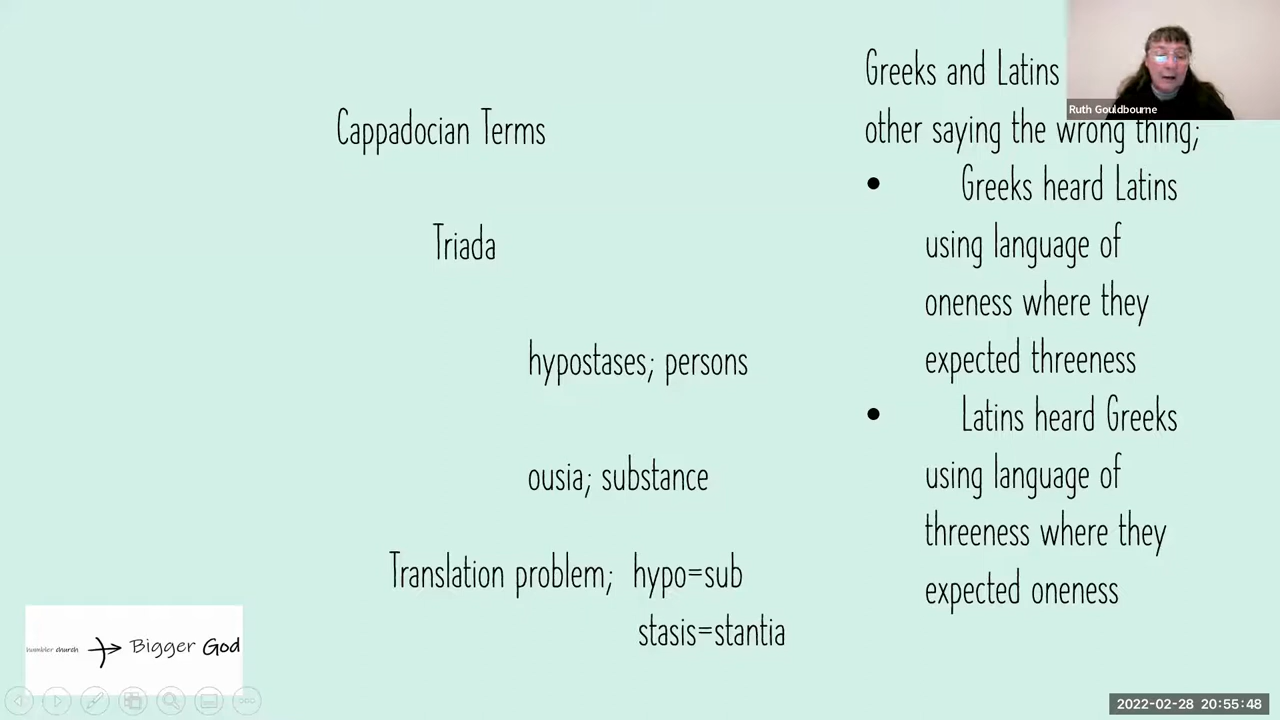 Cappadocian Terms
Triada
hypostases; persons
ousia; substance
Translation problem; hypo=sub
stasis=stantia
Greeks and Latins
other saying the wrong thing;
• Greeks heard Latins
using language of
oneness where they
expected threeness
• Latins heard Greeks
using language of
threeness where they
expected oneness
Ruth Gouldbourne
humbler church Bigger God
2022-02-28 20:55:48